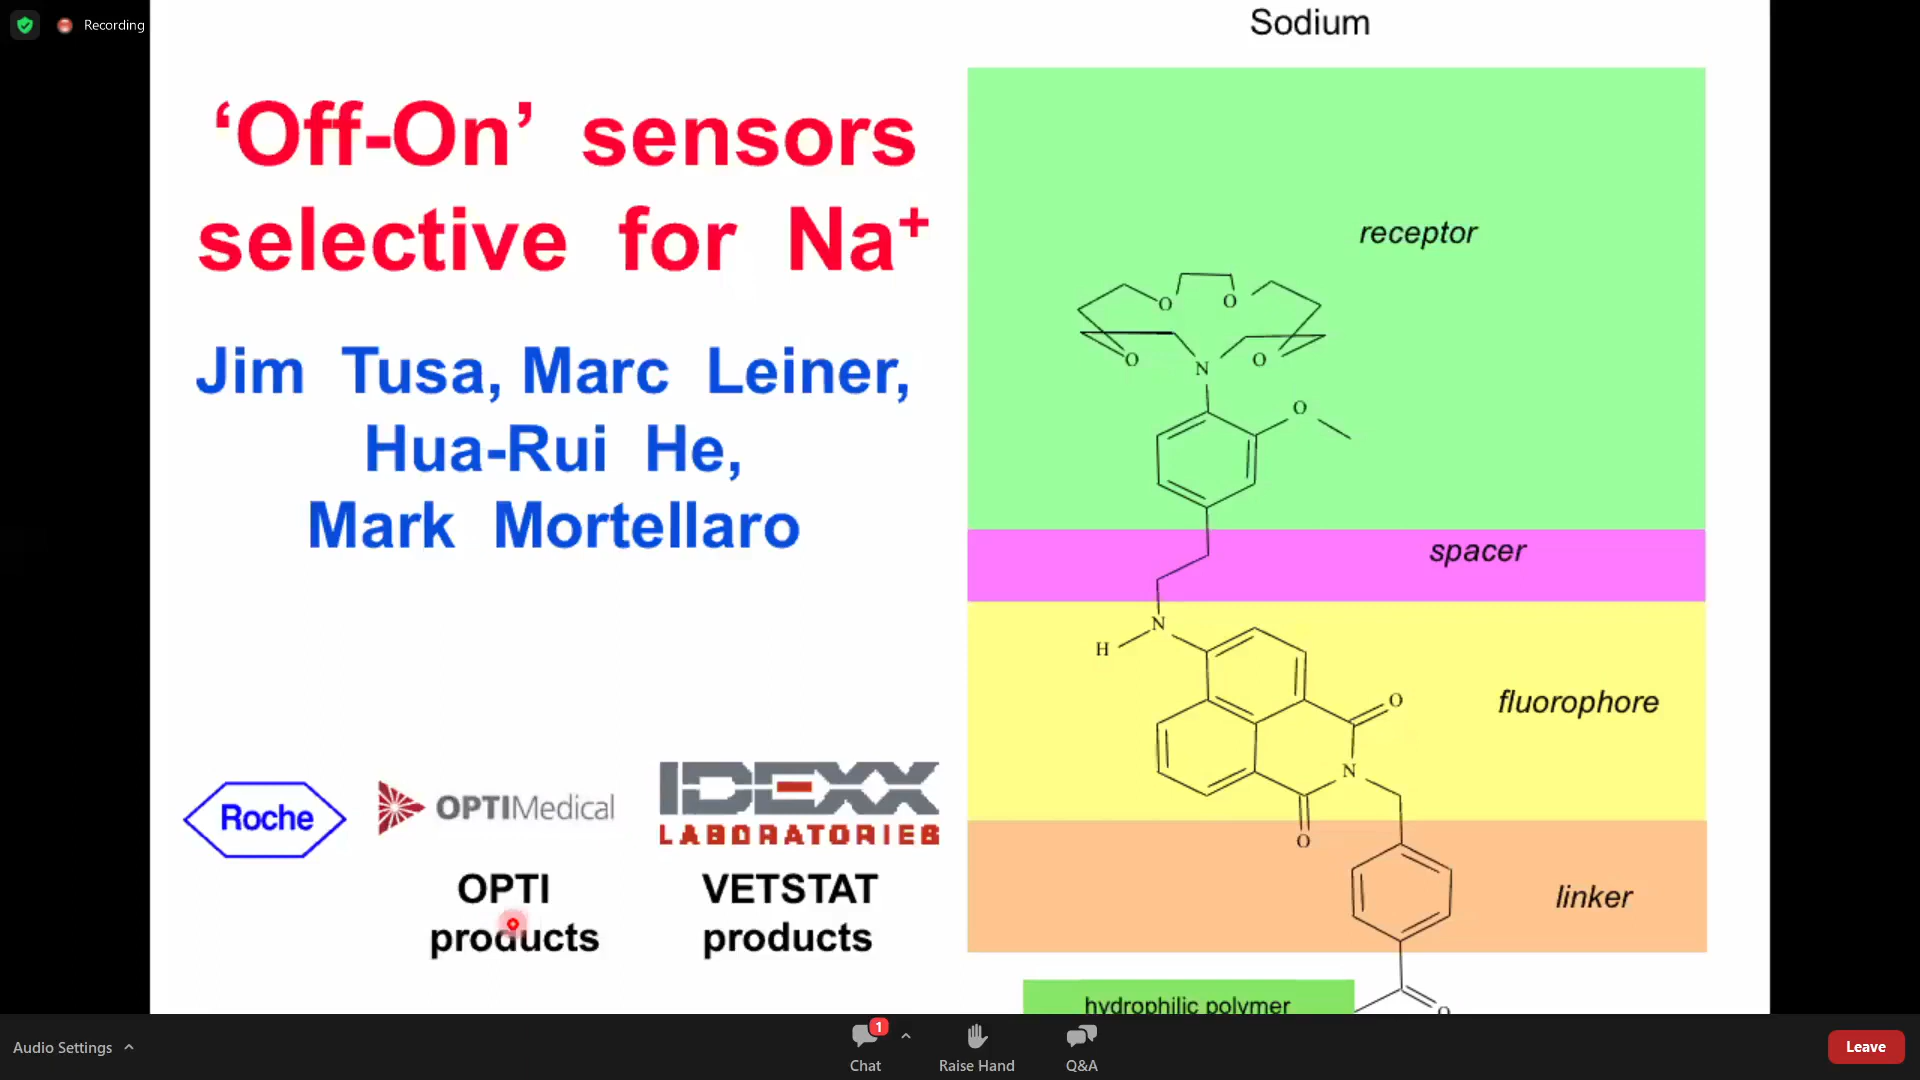 Recording
Sodium
‘Off-On’ sensors
selective for Na⁺
Jim Tusa, Marc Leiner,
Hua-Rui He,
Mark Mortellaro
Roche
OPTIMedical
IDEXX
LABORATORIES
OPTI
products
VETSTAT
products
receptor
O
O
O
N
O
O
spacer
N
H
fluorophore
O
N
O
linker
hydrophilic polymer
O
Audio Settings
1
Chat
Raise Hand
Q&A
Leave